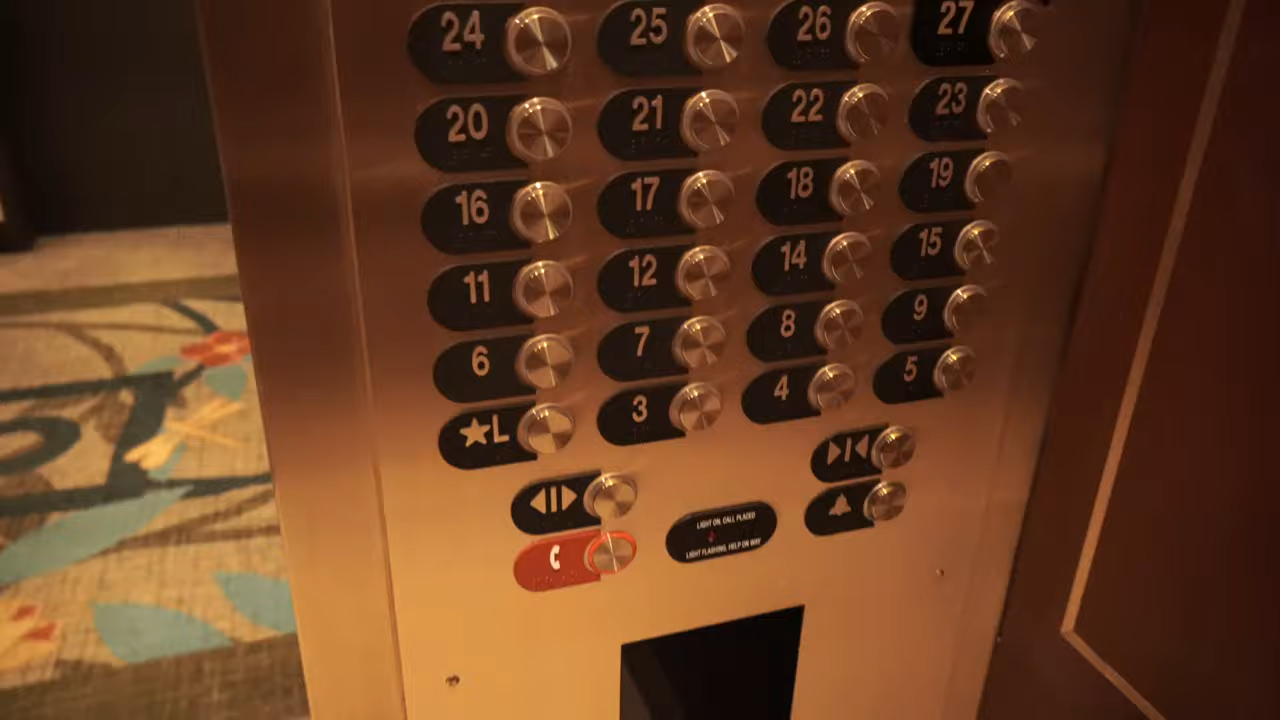 24 25 26 27
20 21 22 23
16 17 18 19
11 12 14 15
6 7 8 9
★L 3 4 5
LIGHT ON, CALL PLACED
LIGHT FLASHING, HELP ON WAY